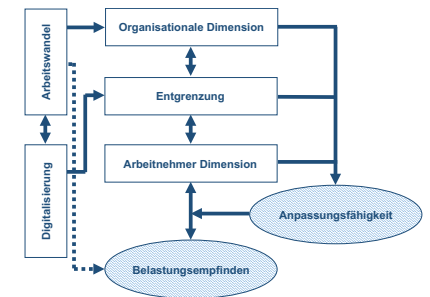 Arbeitswandel
Organisationale Dimension
Entgrenzung
Digitalisierung
Arbeitnehmer Dimension
Anpassungsfähigkeit
Belastungsempfinden